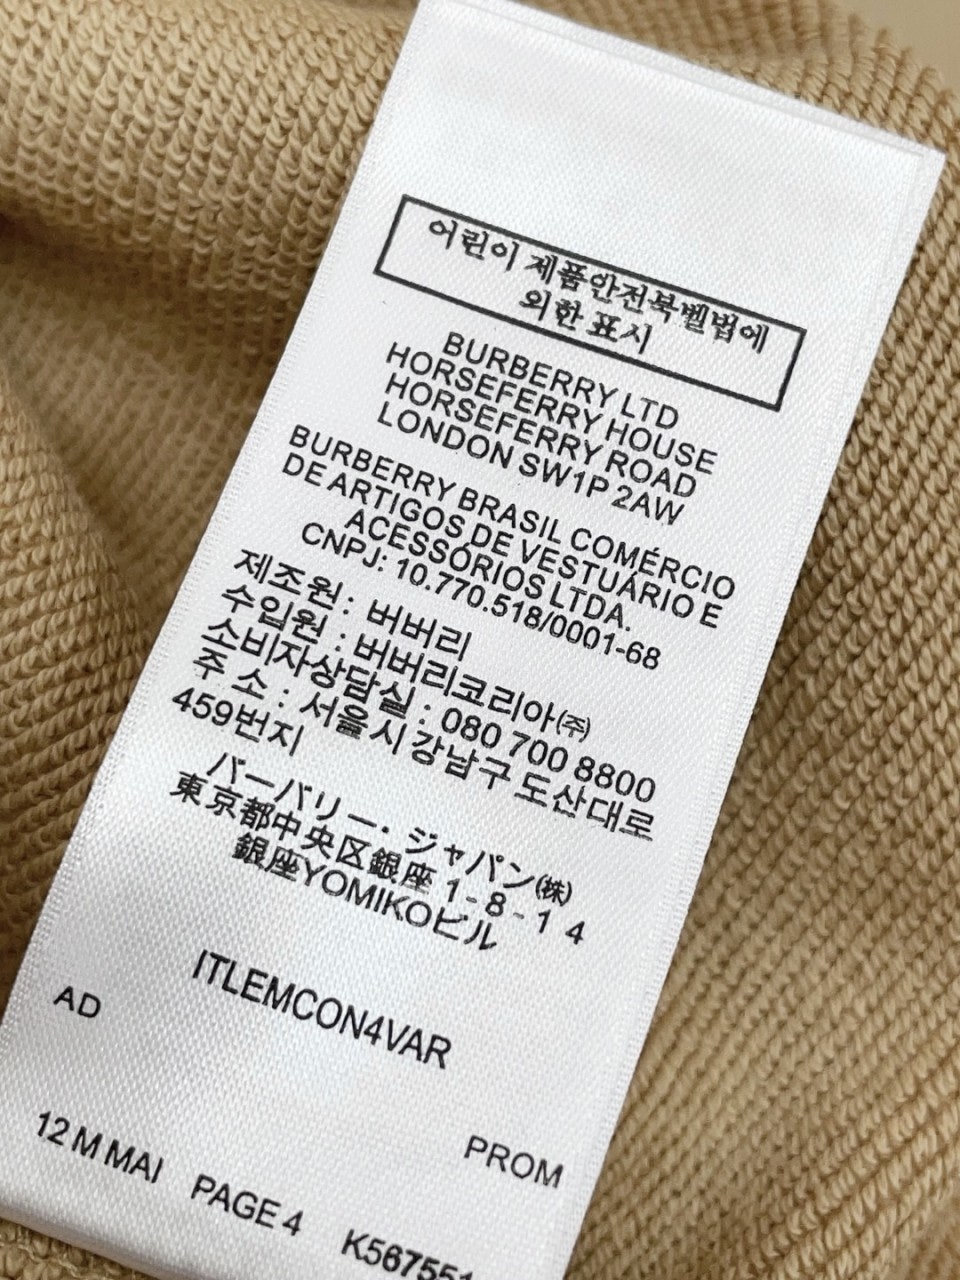 어린이 제품안전북벨법에
외한 표시
BURBERRY LTD
HORSEFERRY HOUSE
HORSEFERRY ROAD
LONDON SW1P 2AW
BURBERRY BRASIL COMÉRCIO
DE ARTIGOS DE VESTUÁRIO E
ACESSÓRIOS LTDA.
CNPJ: 10.770.518/0001-68
제조원 : 버버리
수입원 : 버버리코리아㈜
소비자상담실 : 080 700 8800
주 소 : 서울시 강남구 도산대로
459번지
バーバリー・ジャパン㈱
東京都中央区銀座 1-8-14
銀座YOMIKOビル
ITLEMCON4VAR
AD
PROM
12 M MAI PAGE 4 K567551